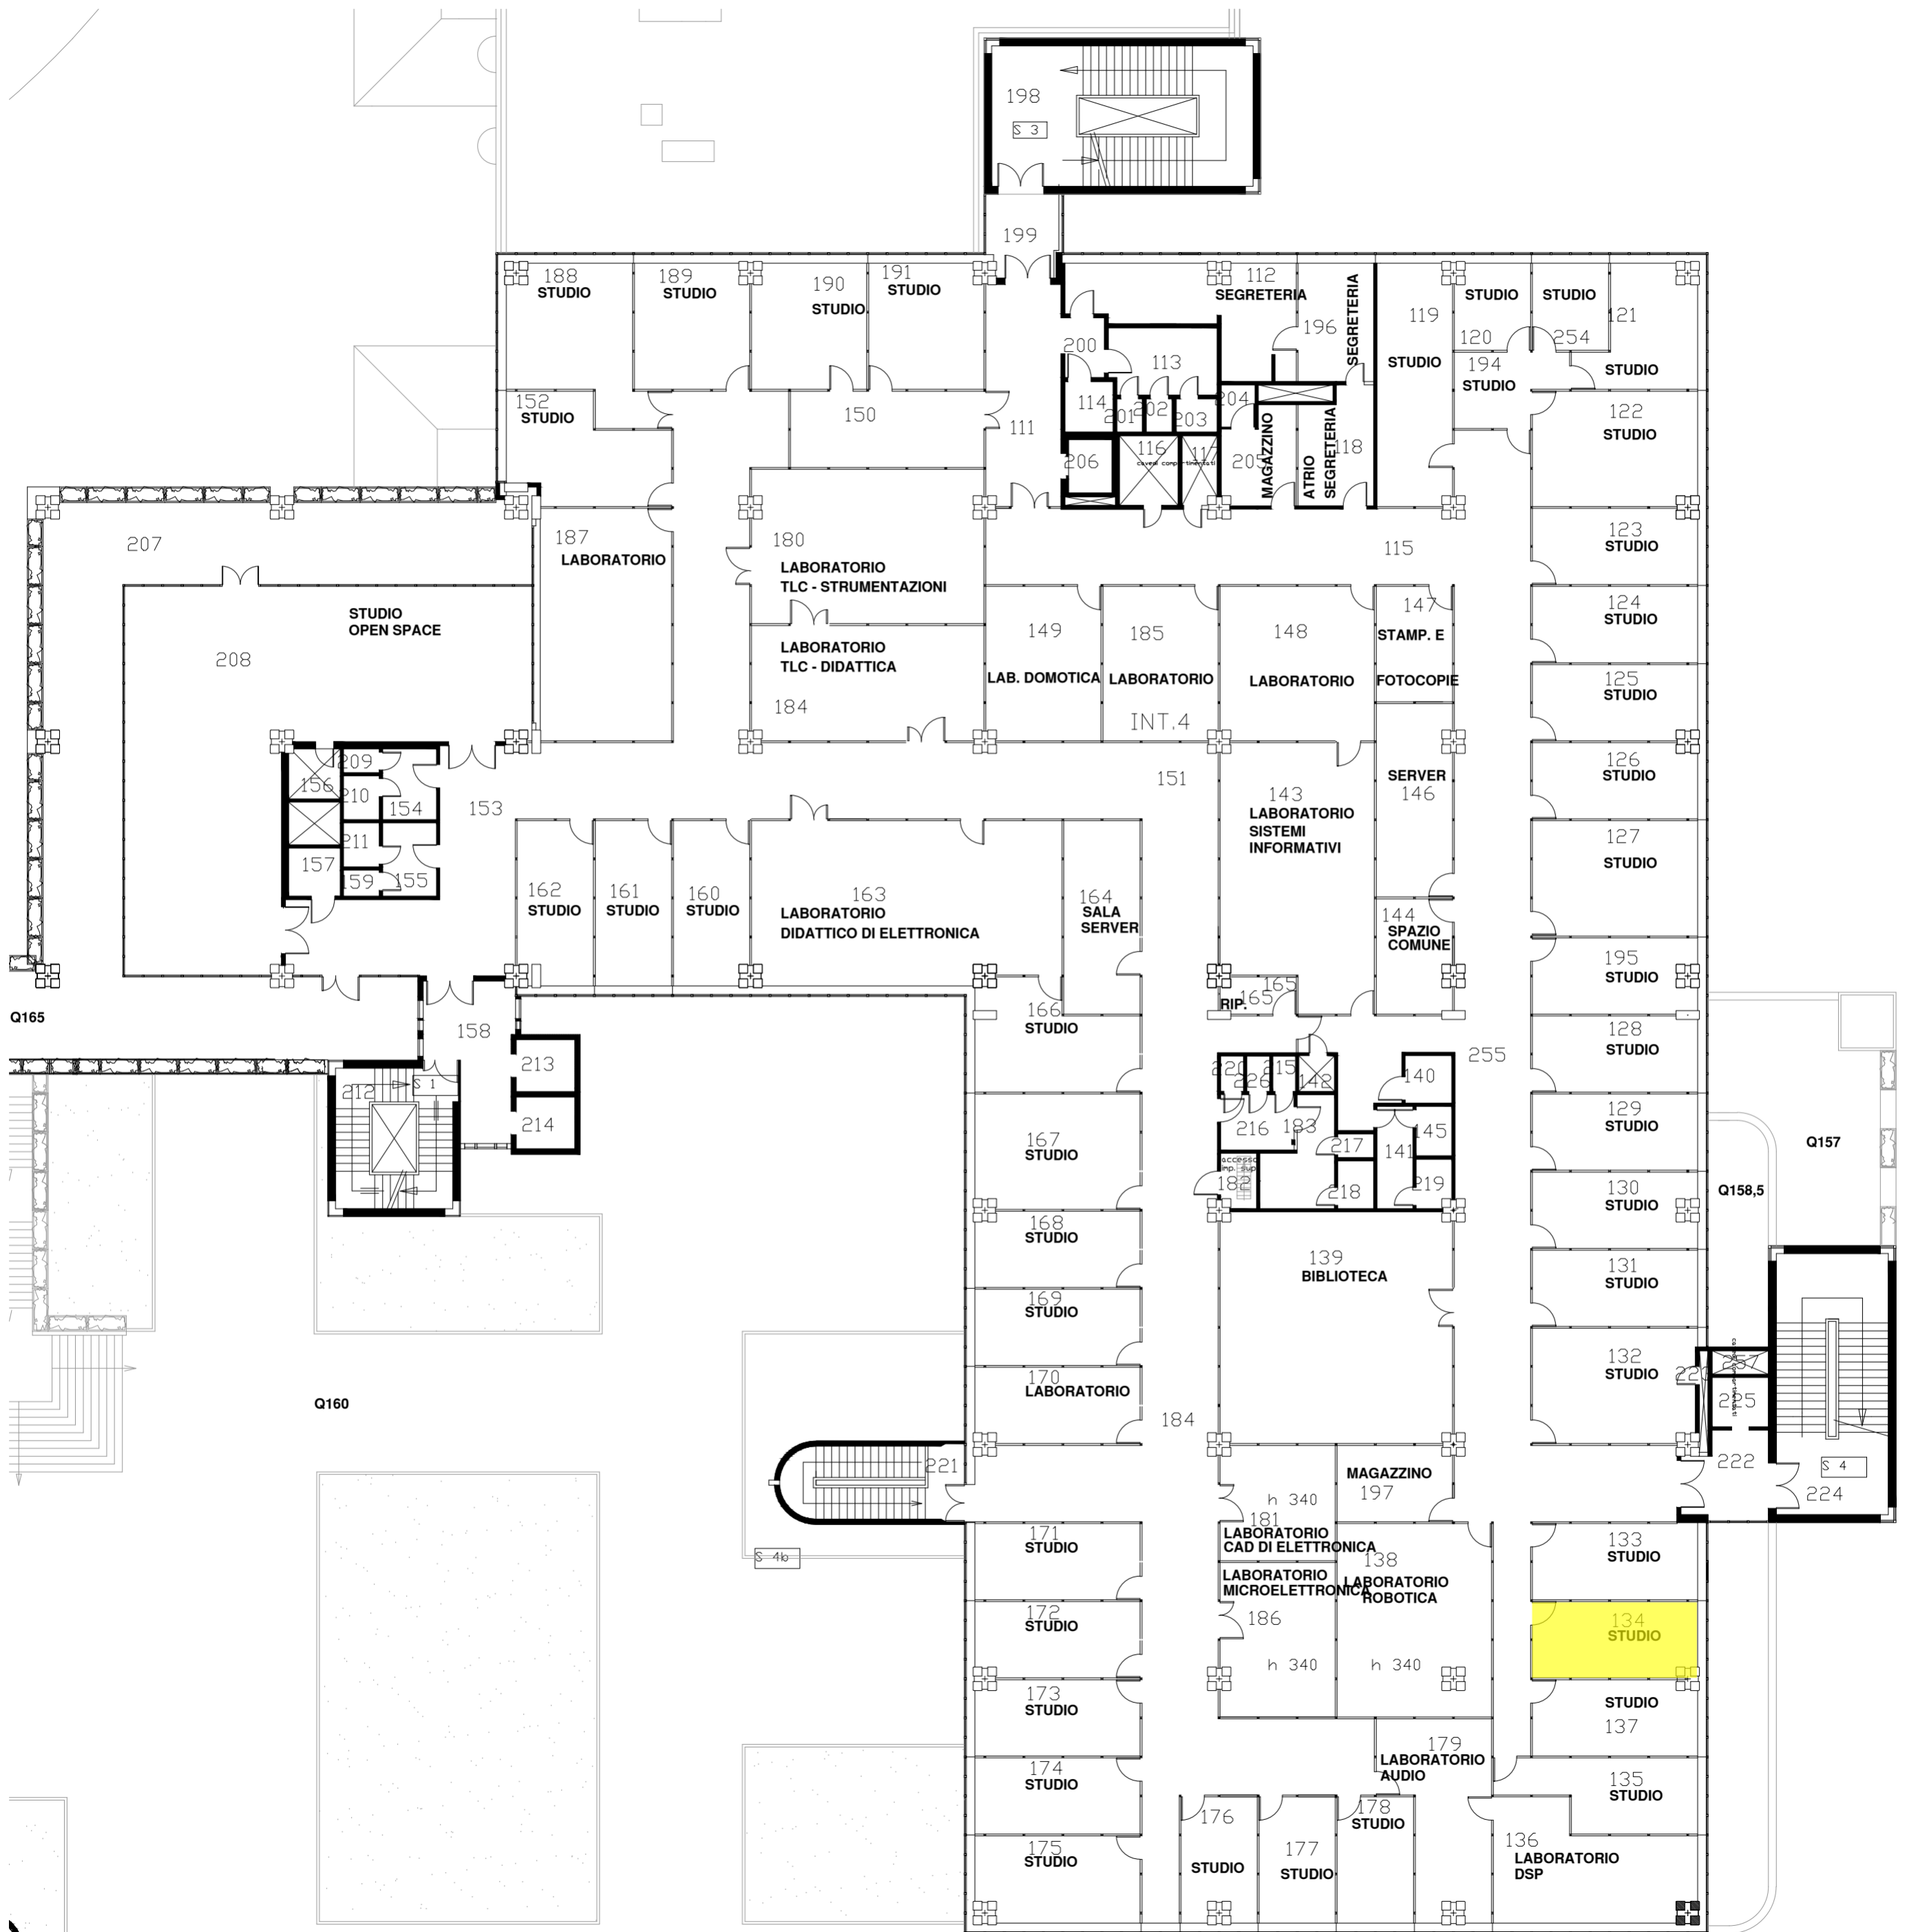 198
S 3
199
188
STUDIO
189
STUDIO
190
STUDIO
191
STUDIO
112
SEGRETERIA
196
SEGRETERIA
119
STUDIO
STUDIO
120
STUDIO
254
121
STUDIO
194
STUDIO
200
113
114
201
202
203
204
152
STUDIO
150
111
206
116
117
205
MAGAZZINO
ATRIO
SEGRETERIA
118
122
STUDIO
207
187
LABORATORIO
180
LABORATORIO
TLC - STRUMENTAZIONI
115
123
STUDIO
STUDIO
OPEN SPACE
208
LABORATORIO
TLC - DIDATTICA
184
149
LAB. DOMOTICA
185
LABORATORIO
INT.4
148
LABORATORIO
147
STAMP. E
FOTOCOPIE
124
STUDIO
125
STUDIO
209
156
210
154
153
211
157
159
155
151
143
LABORATORIO
SISTEMI
INFORMATIVI
SERVER
146
126
STUDIO
127
STUDIO
162
STUDIO
161
STUDIO
160
STUDIO
163
LABORATORIO
DIDATTICO DI ELETTRONICA
164
SALA
SERVER
144
SPAZIO
COMUNE
195
STUDIO
Q165
158
213
214
212
S 1
166
STUDIO
165
RIP.
165
255
128
STUDIO
220
226
215
142
140
129
STUDIO
167
STUDIO
216
183
217
141
145
182
218
219
Q157
Q158,5
130
STUDIO
168
STUDIO
139
BIBLIOTECA
131
STUDIO
169
STUDIO
132
STUDIO
170
LABORATORIO
225
Q160
184
221
MAGAZZINO
197
222
S 4
224
h 340
181
LABORATORIO
CAD DI ELETTRONICA
171
STUDIO
S 4b
138
LABORATORIO
ROBOTICA
133
STUDIO
LABORATORIO
MICROELETTRONICA
186
172
STUDIO
134
STUDIO
h 340
h 340
173
STUDIO
STUDIO
137
174
STUDIO
179
LABORATORIO
AUDIO
135
STUDIO
176
STUDIO
177
STUDIO
178
STUDIO
175
STUDIO
136
LABORATORIO
DSP